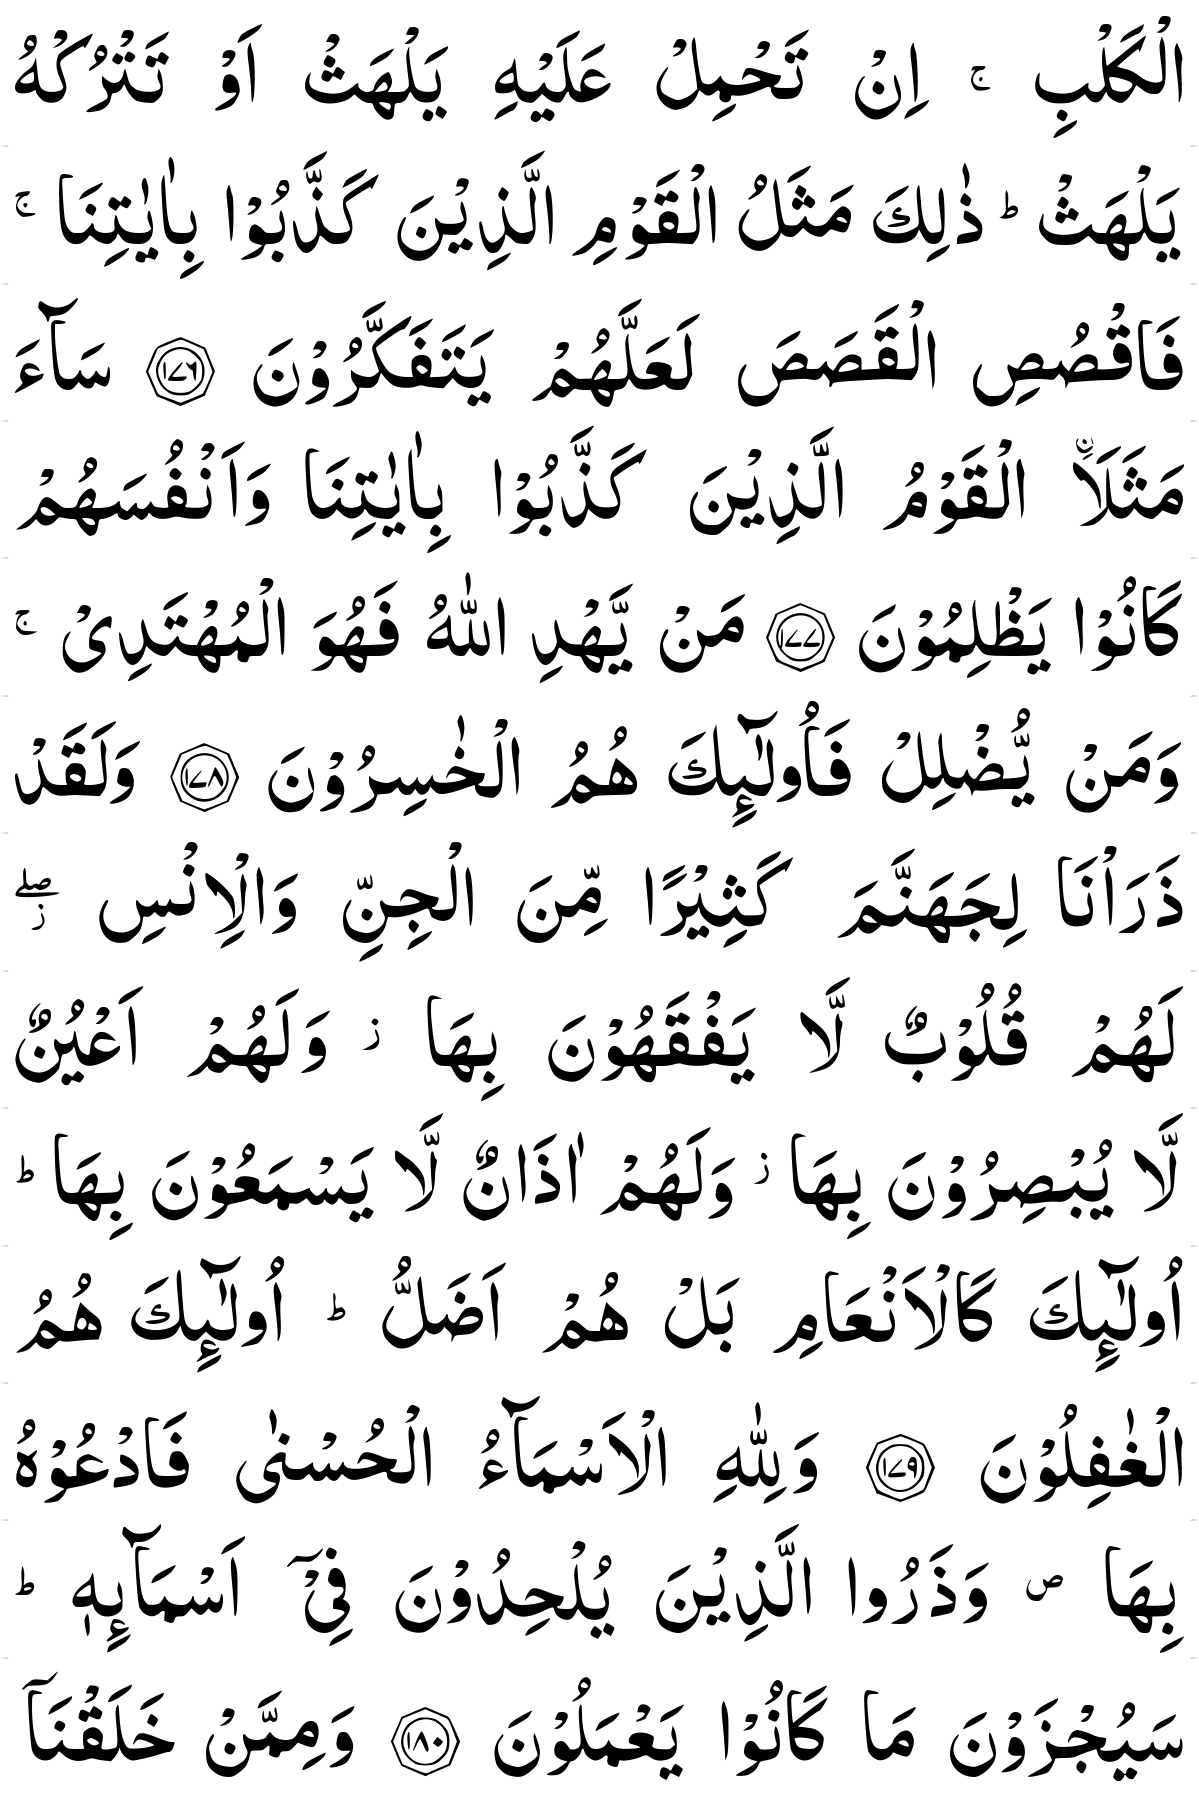 الْكَلْبِ ۚ اِنْ تَحْمِلْ عَلَيْهِ يَلْهَثْ اَوْ تَتْرُكْهُ
يَلْهَثْ ؕ ذٰلِكَ مَثَلُ الْقَوْمِ الَّذِيْنَ كَذَّبُوْا بِاٰيٰتِنَا ۚ
فَاقْصُصِ الْقَصَصَ لَعَلَّهُمْ يَتَفَكَّرُوْنَ ﴿۱۷۶﴾ سَآءَ
مَثَلَاۨ الْقَوْمُ الَّذِيْنَ كَذَّبُوْا بِاٰيٰتِنَا وَاَنْفُسَهُمْ
كَانُوْا يَظْلِمُوْنَ ﴿۱۷۷﴾ مَنْ يَّهْدِ اللّٰهُ فَهُوَ الْمُهْتَدِىْ ۚ
وَمَنْ يُّضْلِلْ فَاُولٰٓٮِٕكَ هُمُ الْخٰسِرُوْنَ ﴿۱۷۸﴾ وَلَقَدْ
ذَرَاْنَا لِجَهَنَّمَ كَثِيْرًا مِّنَ الْجِنِّ وَالْاِنْسِ ۖ ز
لَهُمْ قُلُوْبٌ لَّا يَفْقَهُوْنَ بِهَا ز وَلَهُمْ اَعْيُنٌ
لَّا يُبْصِرُوْنَ بِهَا ز وَلَهُمْ اٰذَانٌ لَّا يَسْمَعُوْنَ بِهَا ؕ
اُولٰٓٮِٕكَ كَالْاَنْعَامِ بَلْ هُمْ اَضَلُّ ؕ اُولٰٓٮِٕكَ هُمُ
الْغٰفِلُوْنَ ﴿۱۷۹﴾ وَلِلّٰهِ الْاَسْمَآءُ الْحُسْنٰى فَادْعُوْهُ
بِهَا ص وَذَرُوا الَّذِيْنَ يُلْحِدُوْنَ فِىْۤ اَسْمَآٮِٕهٖ ؕ
سَيُجْزَوْنَ مَا كَانُوْا يَعْمَلُوْنَ ﴿۱۸۰﴾ وَمِمَّنْ خَلَقْنَاۤ